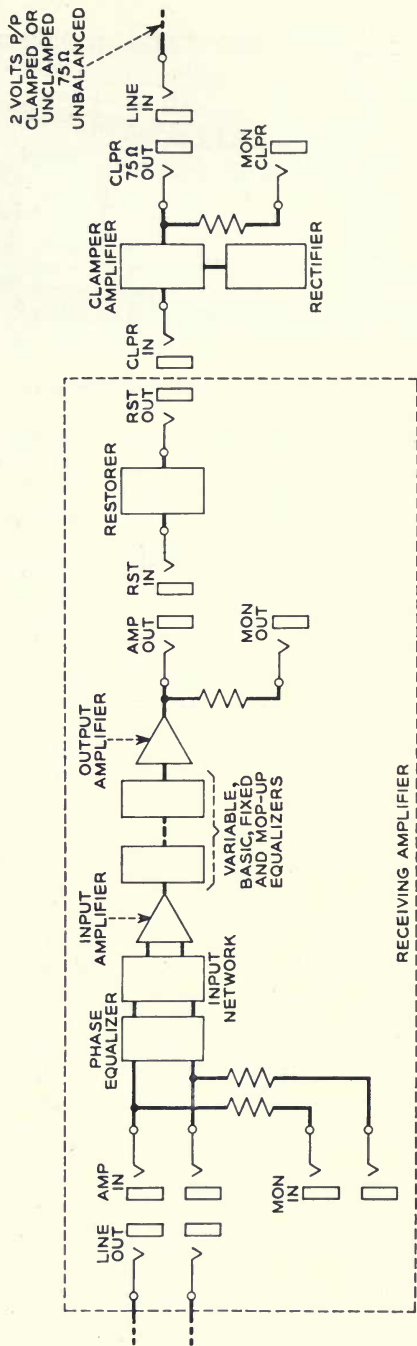 LINE
OUT
AMP
IN
MON
IN
PHASE
EQUALIZER
INPUT
NETWORK
INPUT
AMPLIFIER
VARIABLE,
BASIC, FIXED
AND MOP-UP
EQUALIZERS
OUTPUT
AMPLIFIER
AMP
OUT
MON
OUT
RST
IN
RESTORER
RST
OUT
RECEIVING AMPLIFIER
CLPR
IN
CLAMPER
AMPLIFIER
RECTIFIER
CLPR
75Ω
OUT
MON
CLPR
LINE
IN
2 VOLTS P/P
CLAMPED OR
UNCLAMPED
75Ω
UNBALANCED